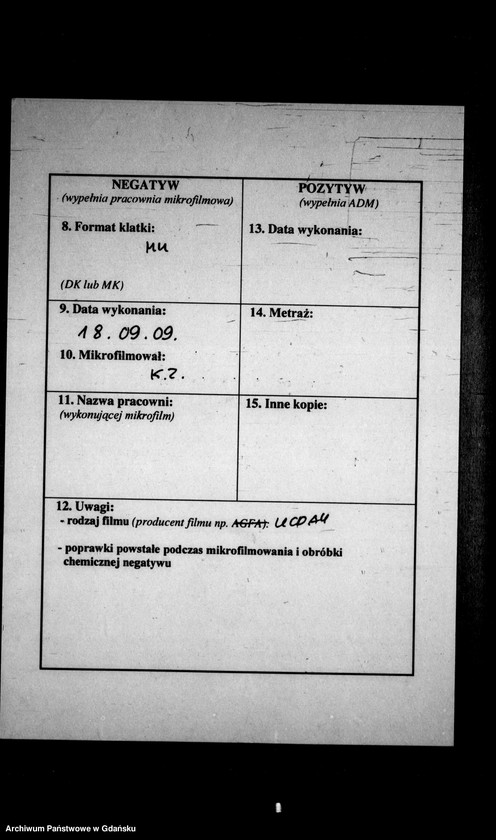 NEGATYW
(wypełnia pracownia mikrofilmowa)
8. Format klatki:
(DK lub MK)
9. Data wykonania:
18.09.09.
10. Mikrofilmował:
K.Z.
11. Nazwa pracowni:
(wykonującej mikrofilm)
POZYTYW
(wypełnia ADM)
13. Data wykonania:
14. Metraż:
15. Inne kopie:
12. Uwagi:
- rodzaj filmu (producent filmu np. AGFA):
- poprawki powstałe podczas mikrofilmowania i obróbki
chemicznej negatywu
Archiwum Państwowe w Gdańsku